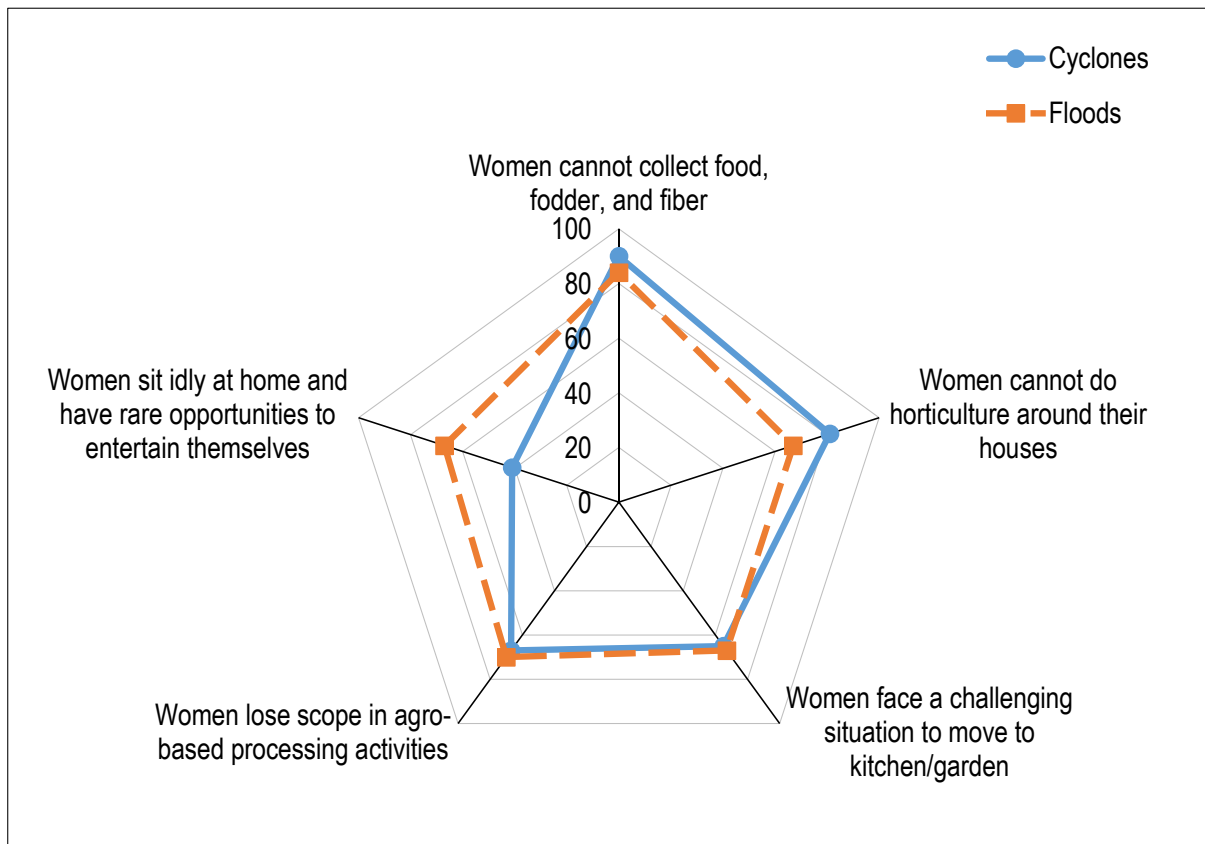 Cyclones
Floods
Women cannot collect food,
fodder, and fiber
100
80
60
40
20
0
Women cannot do
horticulture around their
houses
Women face a challenging
situation to move to
kitchen/garden
Women lose scope in agro-
based processing activities
Women sit idly at home and
have rare opportunities to
entertain themselves